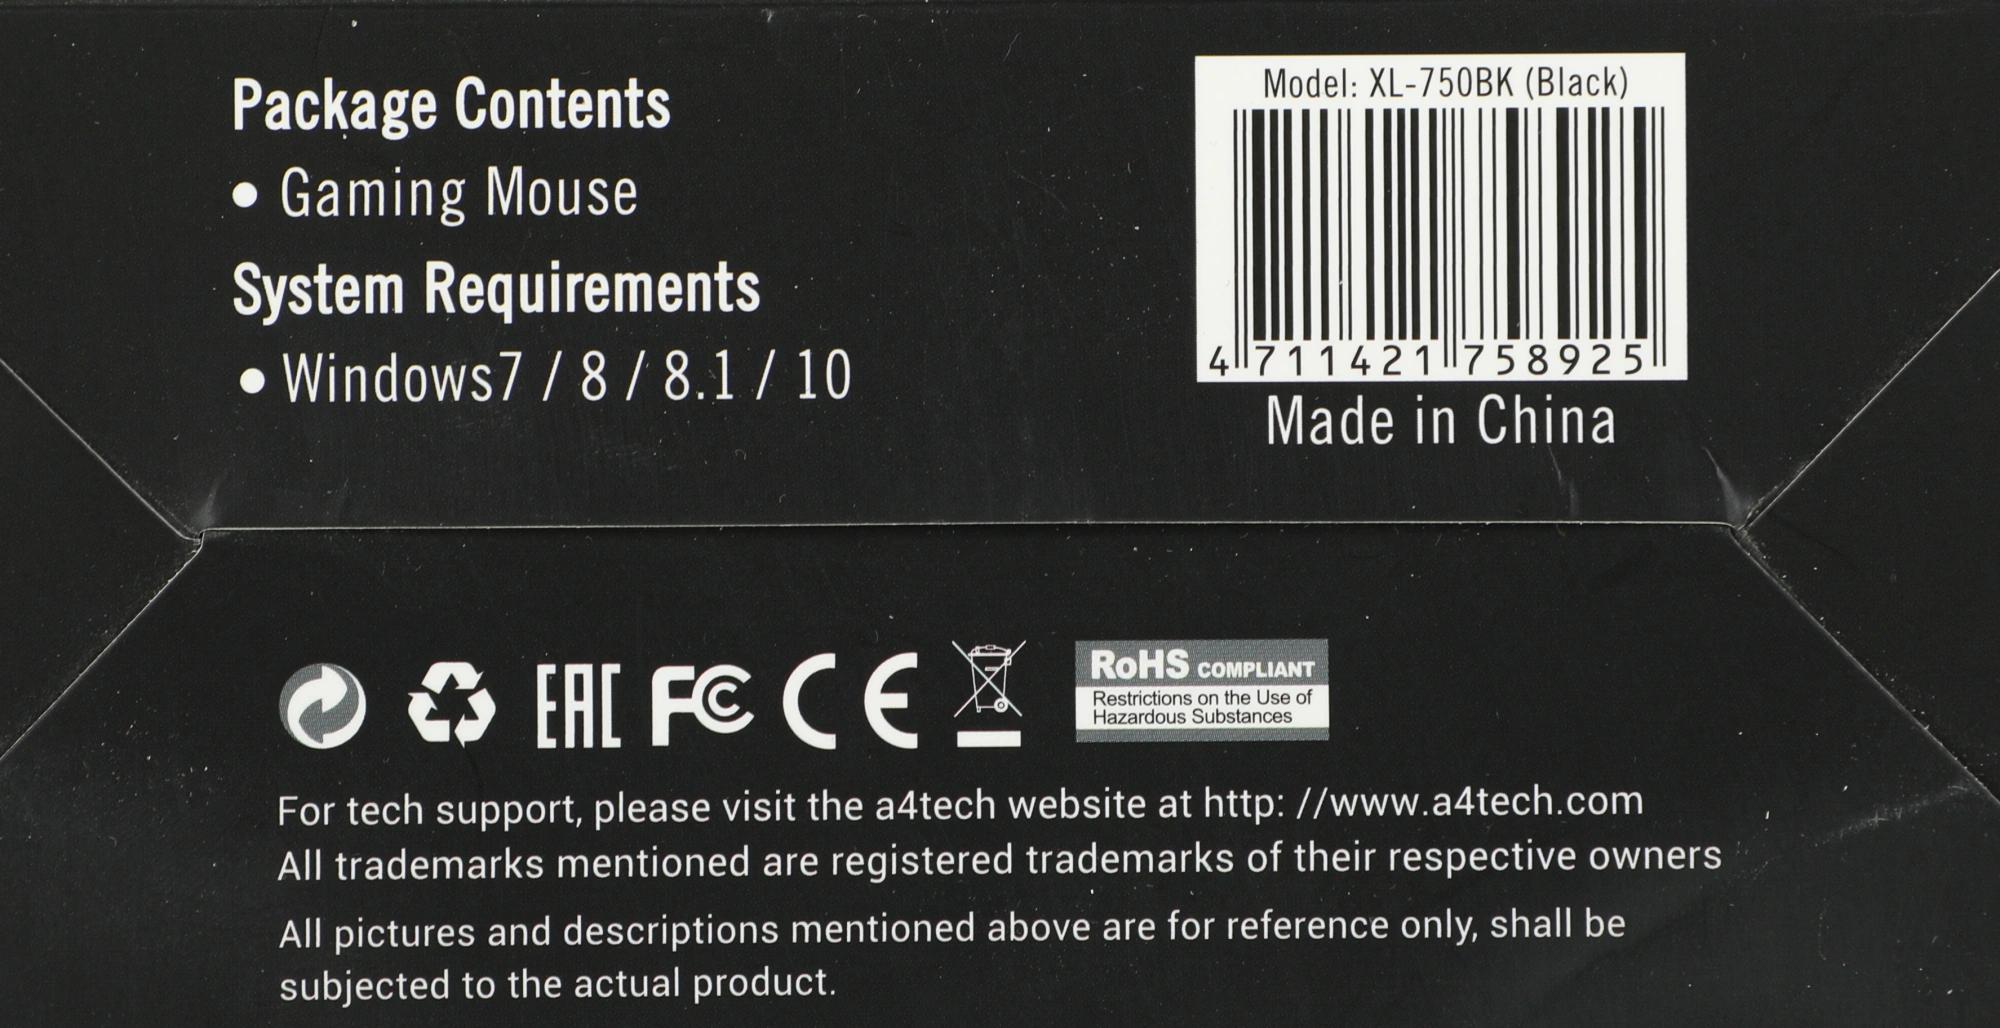 Package Contents
• Gaming Mouse
System Requirements
• Windows7 / 8 / 8.1 / 10
Model: XL-750BK (Black)
4 711421 758925
Made in China
EAC FC CE
RoHS COMPLIANT
Restrictions on the Use of
Hazardous Substances
For tech support, please visit the a4tech website at http: //www.a4tech.com
All trademarks mentioned are registered trademarks of their respective owners
All pictures and descriptions mentioned above are for reference only, shall be
subjected to the actual product.